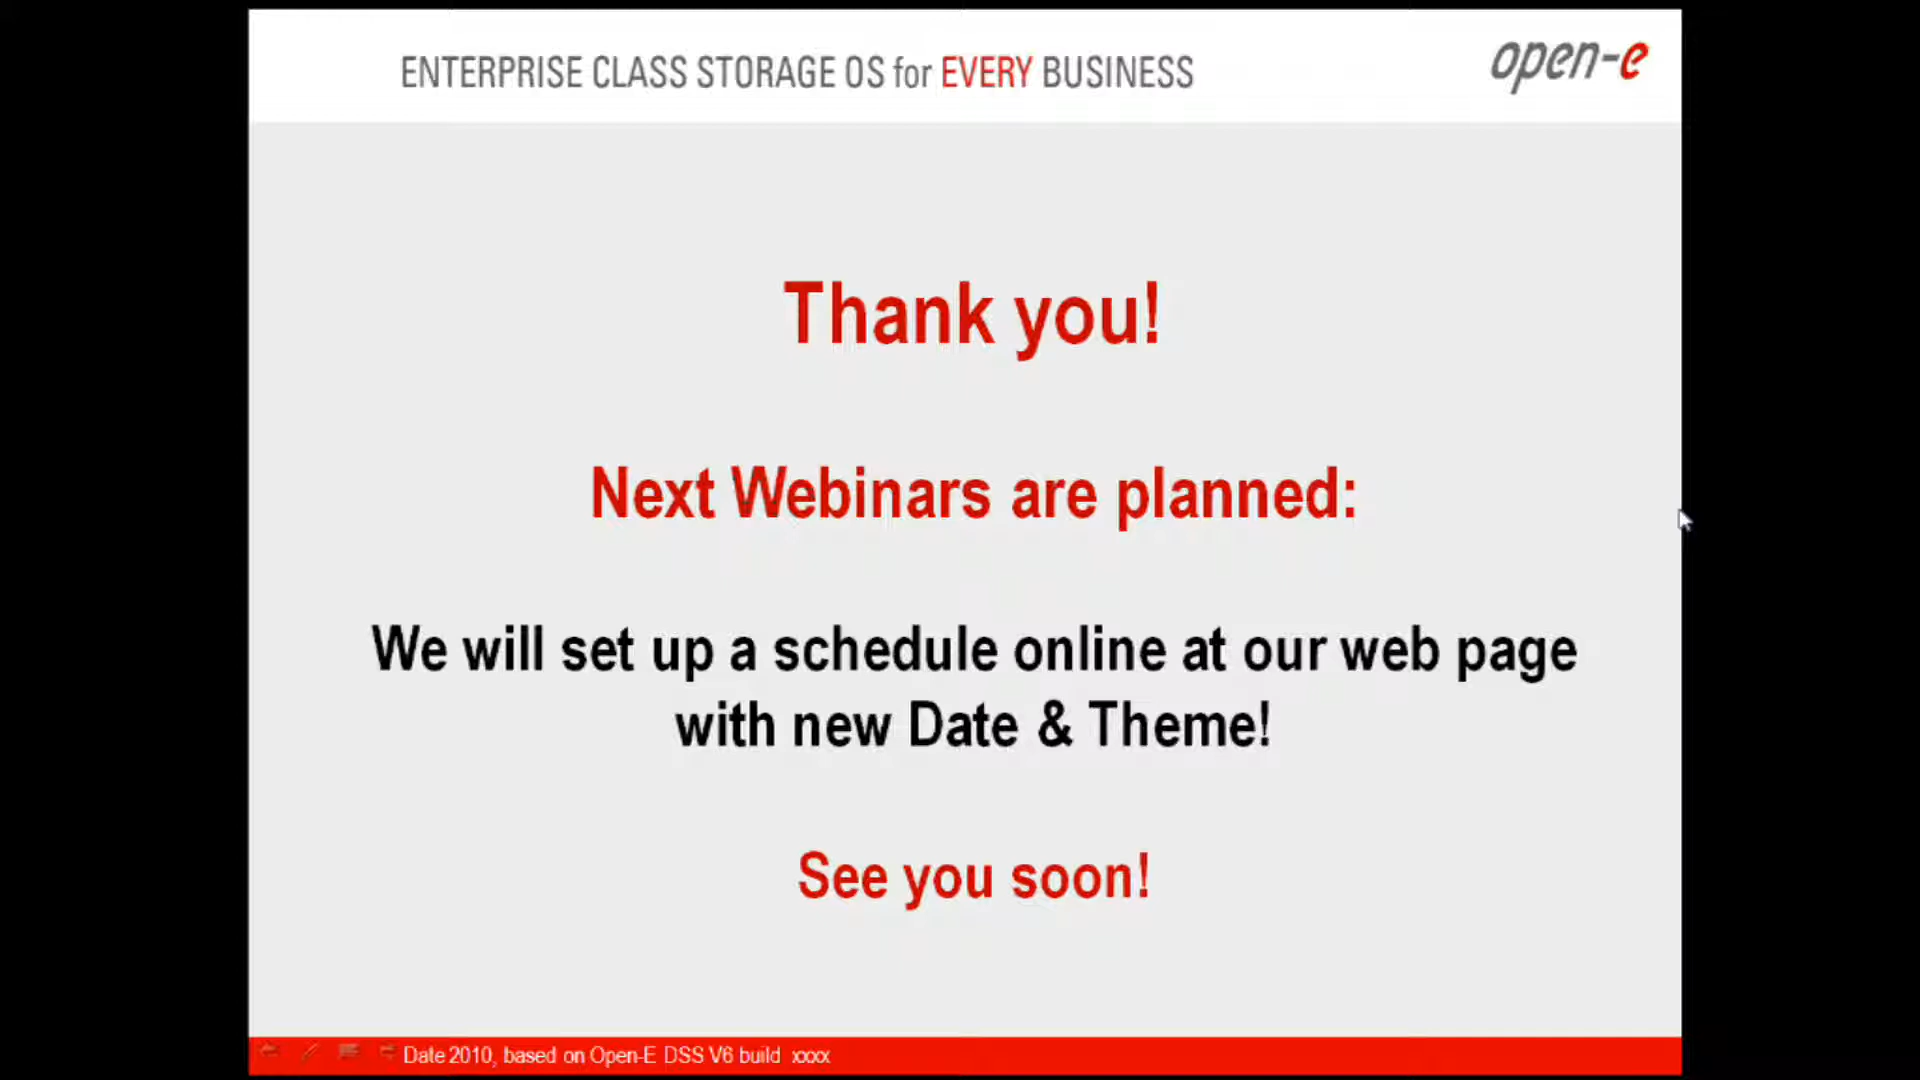 ENTERPRISE CLASS STORAGE OS for EVERY BUSINESS
open-e
Thank you!
Next Webinars are planned:
We will set up a schedule online at our web page
with new Date & Theme!
See you soon!
Date 2010, based on Open-E DSS V6 build xxxx